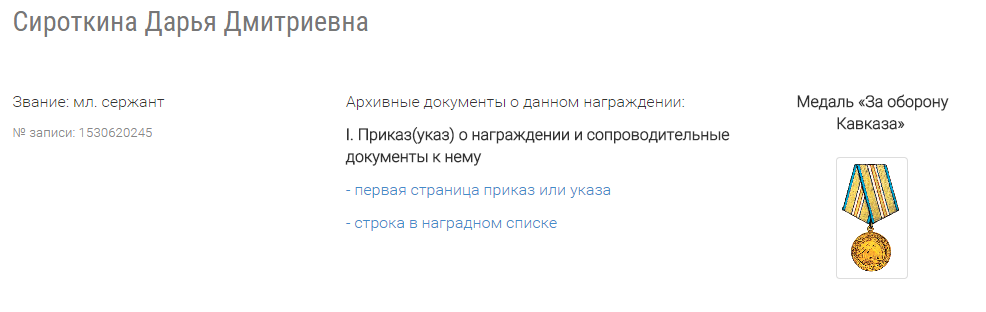 Сироткина Дарья Дмитриевна
Звание: мл. сержант
№ записи: 1530620245
Архивные документы о данном награждении:
I. Приказ(указ) о награждении и сопроводительные
документы к нему
- первая страница приказ или указа
- строка в наградном списке
Медаль «За оборону
Кавказа»